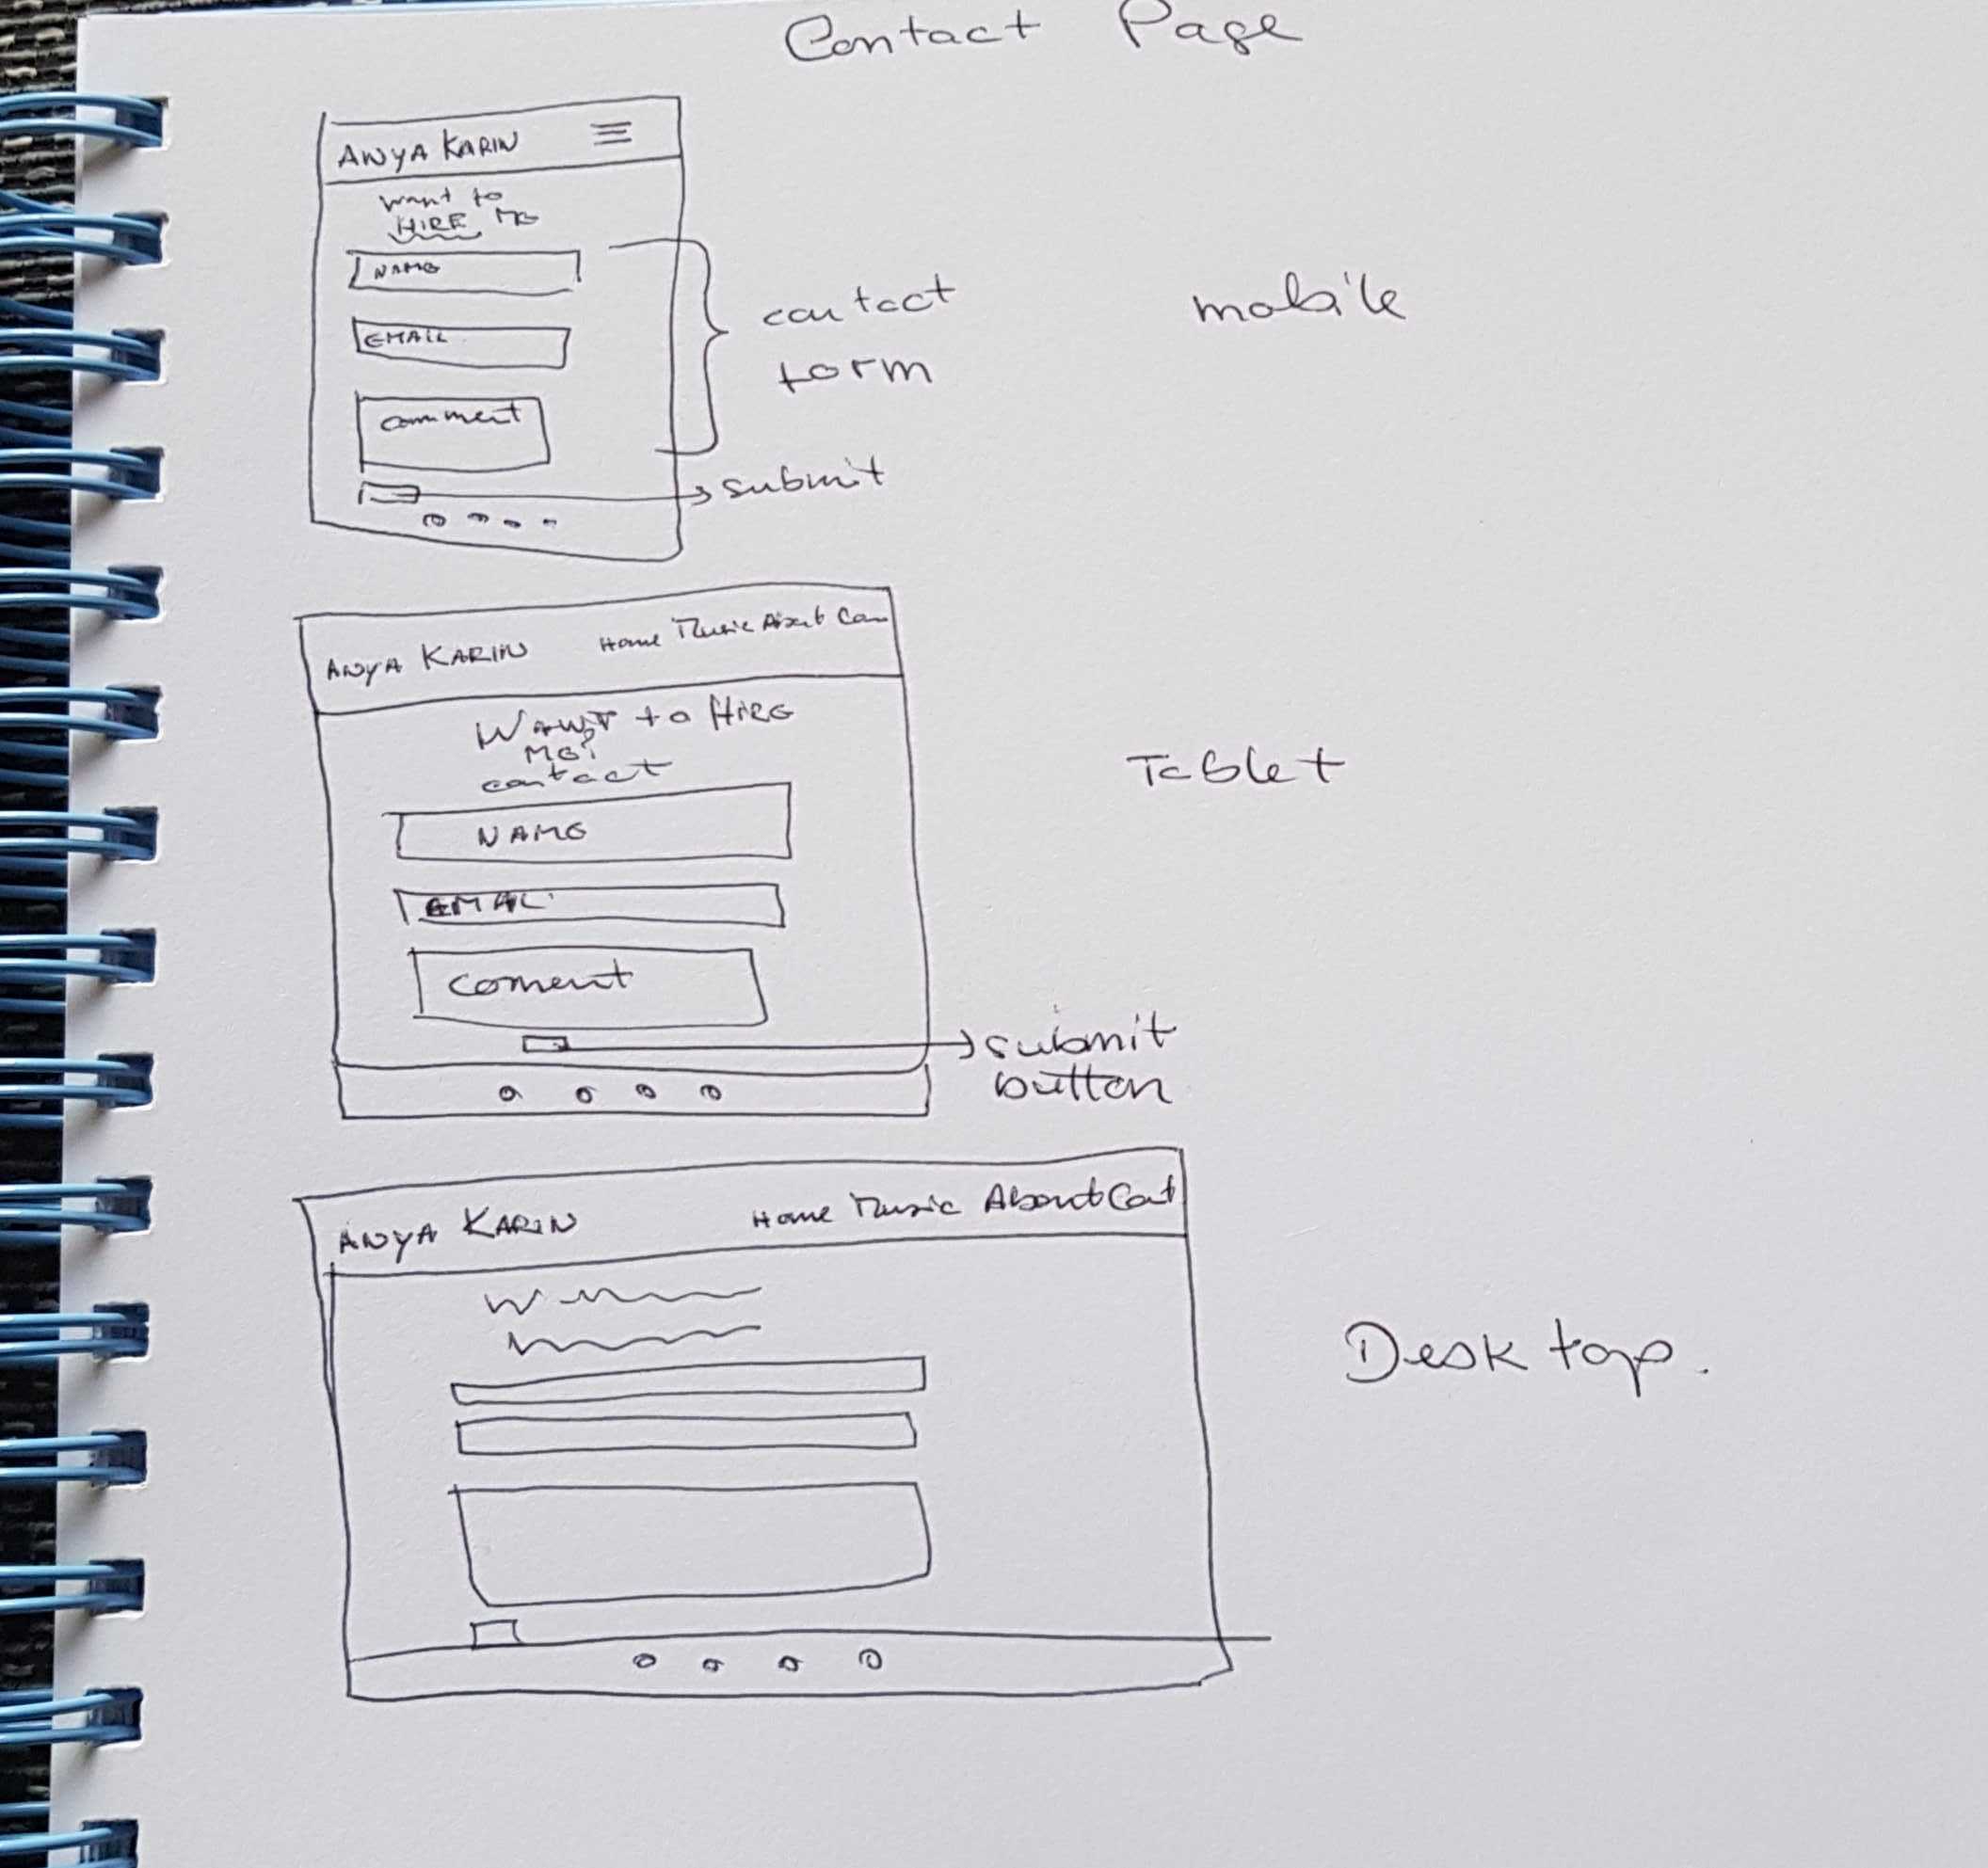 Contact Page
ANYA KARIN
want to
HIRE ME
NAME
EMAIL
comment
contact
form
submit
mobile
ANYA KARIN Home Music About Con
WANT to HIRE
ME?
contact
NAME
EMAIL
coment
submit
button
Tablet
ANYA KARIN Home Music About Cont
Desktop.